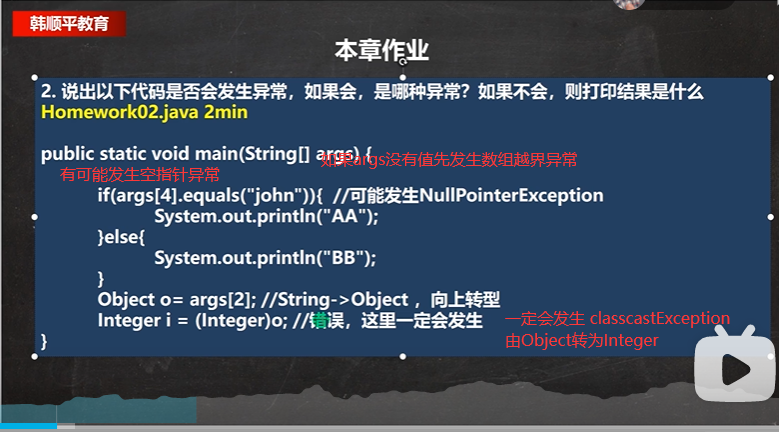 韩顺平教育
本章作业
2. 说出以下代码是否会发生异常，如果会，是哪种异常？如果不会，则打印结果是什么
Homework02.java 2min
public static void main(String[] args) {
如果args没有值先发生数组越界异常
有可能发生空指针异常
if(args[4].equals("john")){ //可能发生NullPointerException
System.out.println("AA");
}else{
System.out.println("BB");
}
Object o= args[2]; //String->Object ，向上转型
Integer i = (Integer)o; //错误，这里一定会发生
一定会发生 classcastException
由Object转为Integer
}